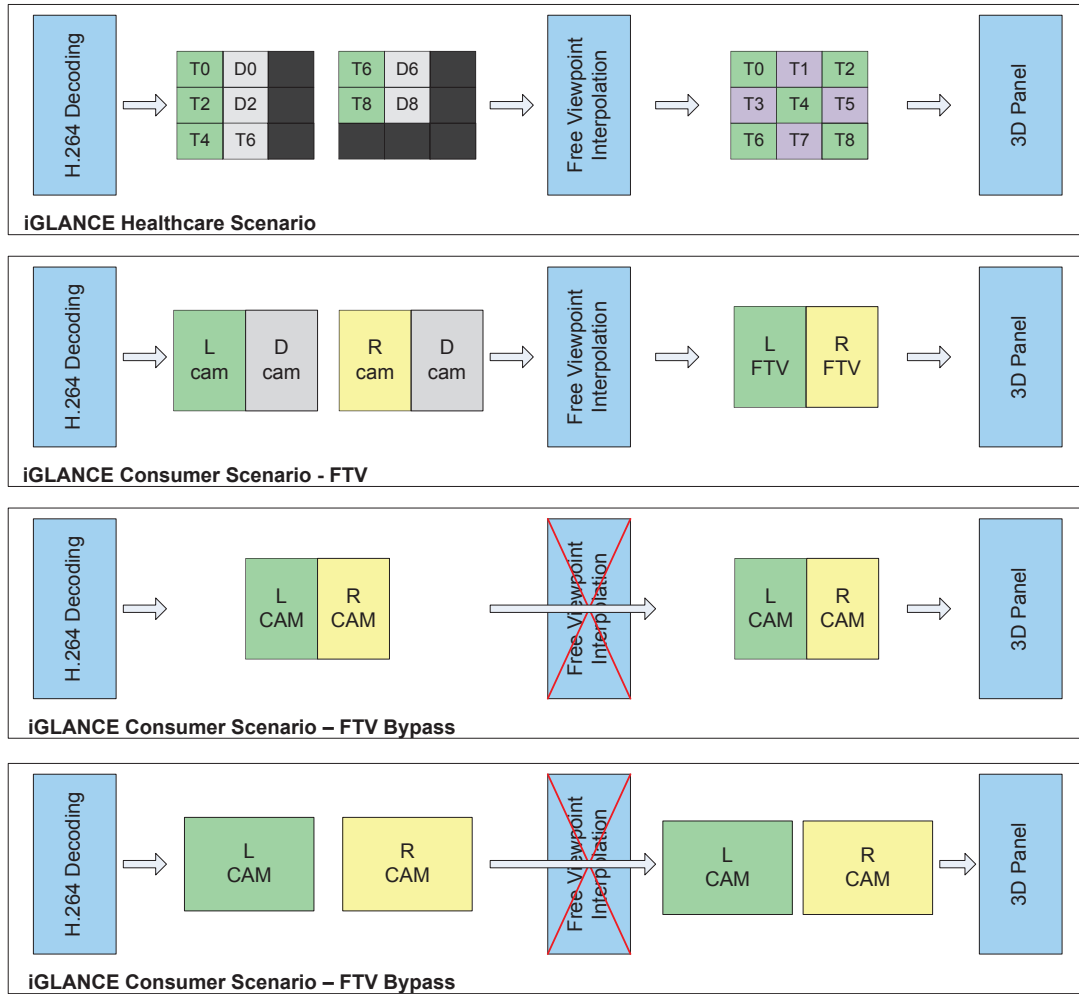 H.264 Decoding
T0 D0
T2 D2
T4 T6
T6 D6
T8 D8
Free Viewpoint
Interpolation
T0 T1 T2
T3 T4 T5
T6 T7 T8
3D Panel
iGLANCE Healthcare Scenario
H.264 Decoding
L
cam
D
cam
R
cam
D
cam
Free Viewpoint
Interpolation
L
FTV
R
FTV
3D Panel
iGLANCE Consumer Scenario - FTV
H.264 Decoding
L
CAM
R
CAM
Free Viewpoint
Interpolation
L
CAM
R
CAM
3D Panel
iGLANCE Consumer Scenario – FTV Bypass
H.264 Decoding
L
CAM
R
CAM
Free Viewpoint
Interpolation
L
CAM
R
CAM
3D Panel
iGLANCE Consumer Scenario – FTV Bypass